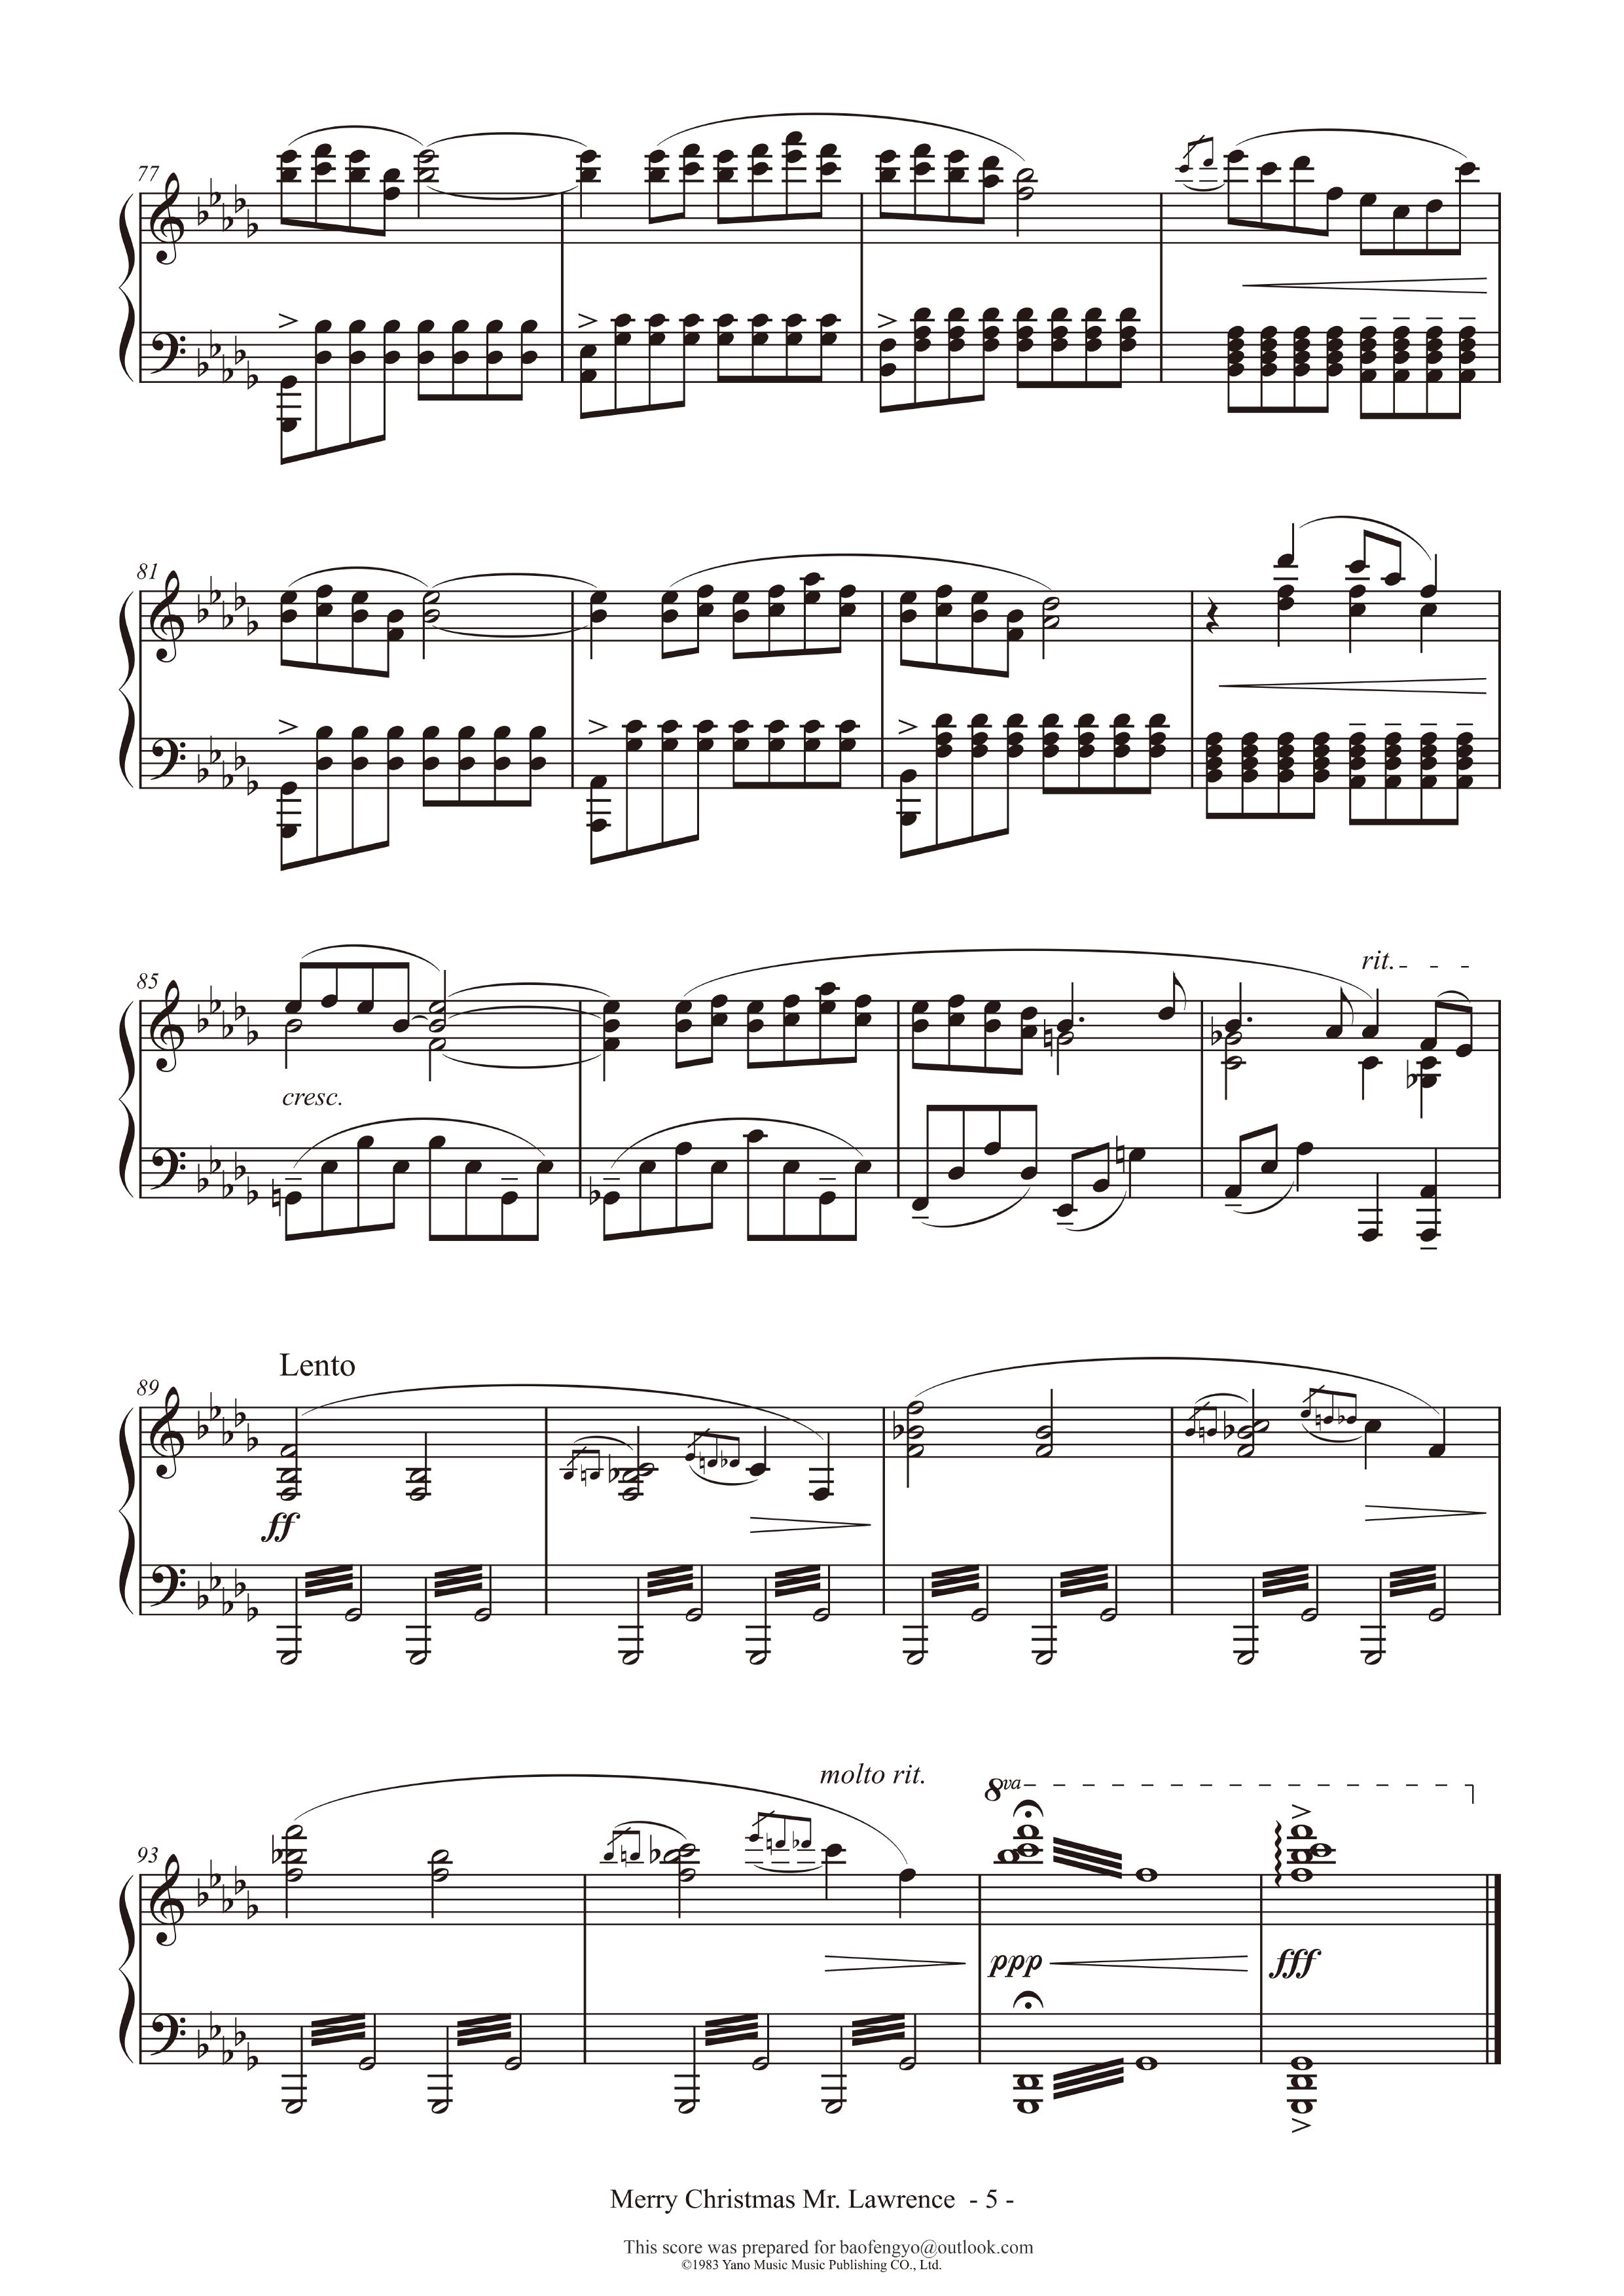 77
81
85
rit.
cresc.
Lento
89
ff
molto rit.
8va
93
ppp
fff
Merry Christmas Mr. Lawrence - 5 -
This score was prepared for baofengyo@outlook.com
©1983 Yano Music Music Publishing CO., Ltd.